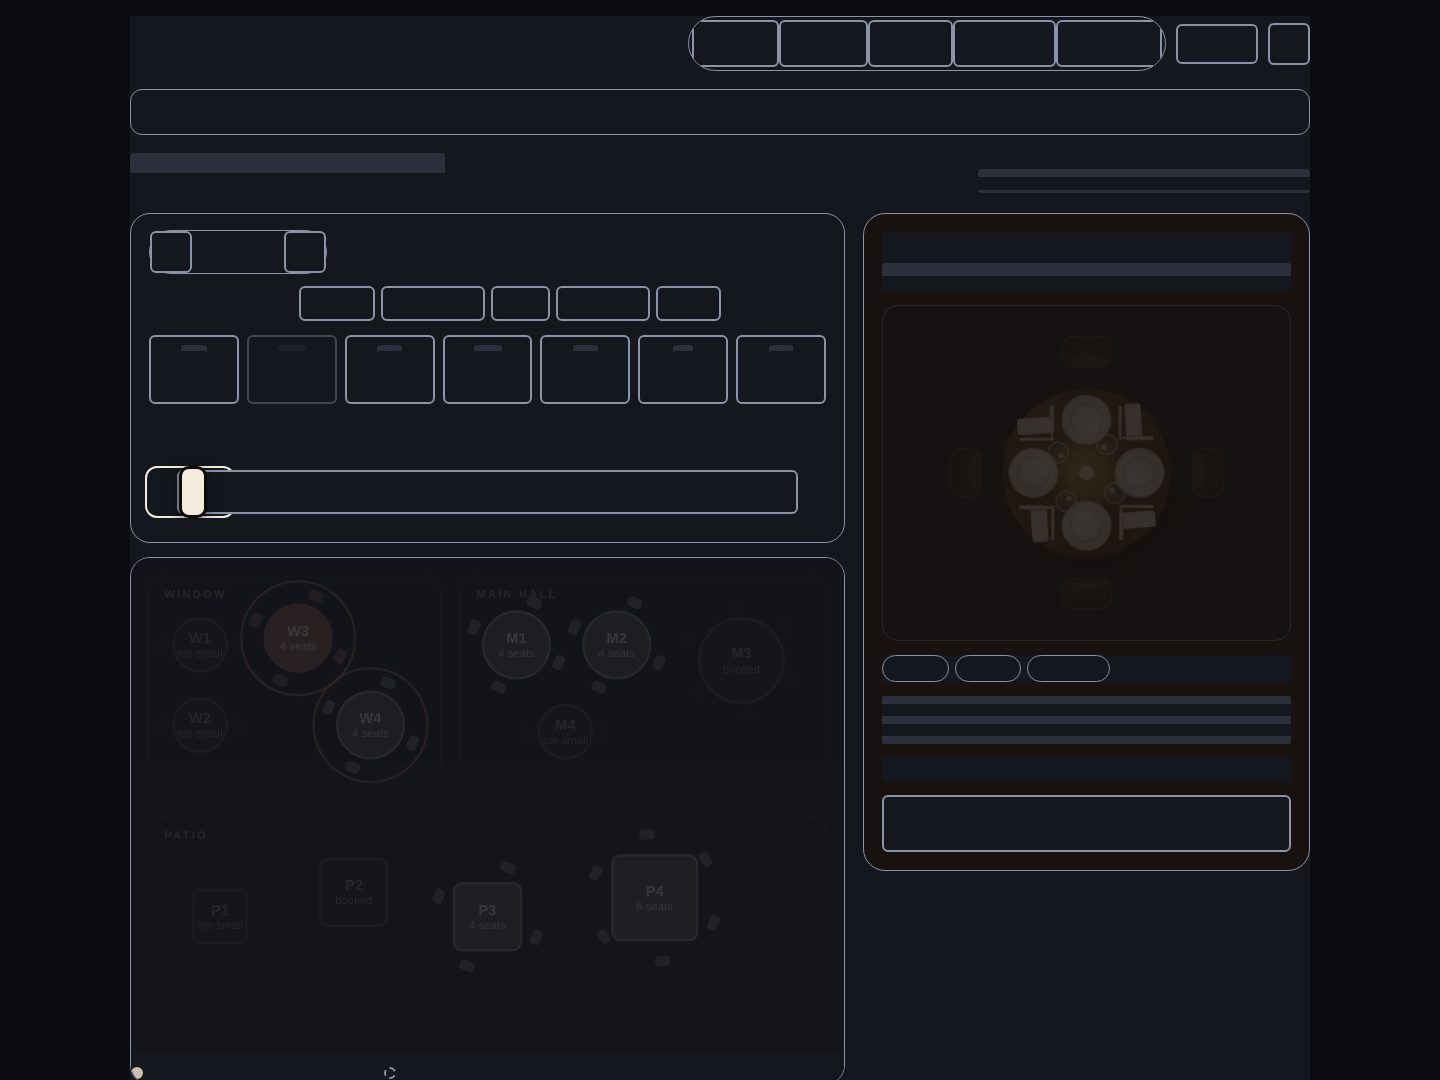 WINDOW
W1
too small
W3
4 seats
W2
too small
W4
4 seats
MAIN HALL
M1
4 seats
M2
4 seats
M3
booked
M4
too small
PATIO
P1
too small
P2
booked
P3
4 seats
P4
6 seats